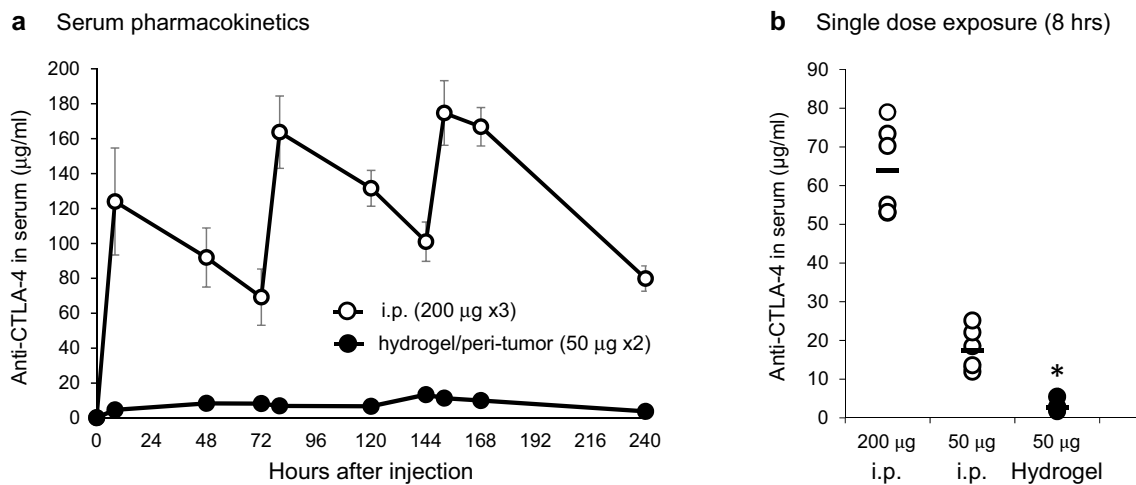 a Serum pharmacokinetics
Anti-CTLA-4 in serum (μg/ml)
200
180
160
140
120
100
80
60
40
20
0
0 24 48 72 96 120 144 168 192 216 240
Hours after injection
i.p. (200 μg x3)
hydrogel/peri-tumor (50 μg x2)
b Single dose exposure (8 hrs)
Anti-CTLA-4 in serum (μg/ml)
90
80
70
60
50
40
30
20
10
0
*
200 μg 50 μg 50 μg
i.p. i.p. Hydrogel